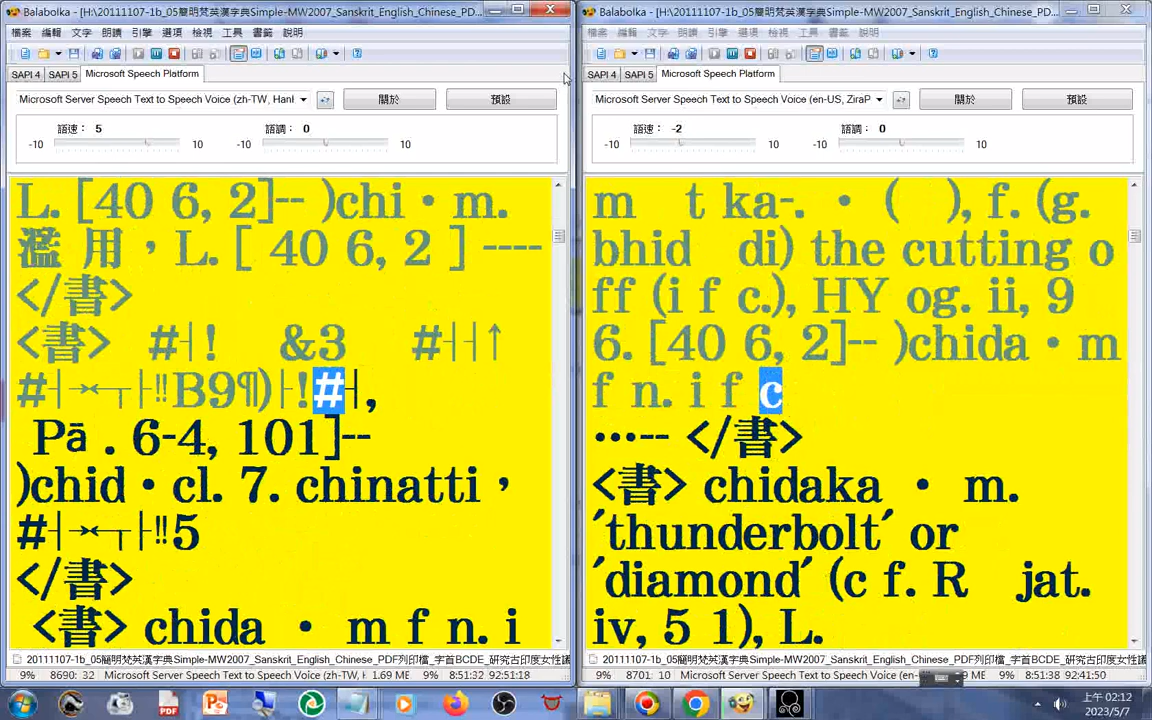 Balabolka - [H:\20111107-1b_05簡明梵英漢字典Simple-MW2007_Sanskrit_English_Chinese_PD...
檔案 編輯 文字 朗讀 引擎 選項 檢視 工具 書籤 說明
SAPI 4 SAPI 5 Microsoft Speech Platform
Microsoft Server Speech Text to Speech Voice (zh-TW, HanH 關於 預設
語速： 5 語調： 0
-10 10 -10 10
L. [40 6, 2]-- )chi・m.
濫 用，L. [ 40 6, 2 ] ----
</書>
<書> #┤! &3 #┤┤↑
#┤→←┬├!!B9¶)├!#┤,
Pā . 6-4, 101]--
)chid・cl. 7. chinatti，
#┤→←┬├!!5
</書>
<書> chida ・ m f n. i
20111107-1b_05簡明梵英漢字典Simple-MW2007_Sanskrit_English_Chinese_PDF列印檔_字首BCDE_研究古印度女性議
9% 8690: 32 Microsoft Server Speech Text to Speech Voice (zh-TW, H 1.69 MB 9% 8:51:32 92:51:18
Balabolka - [H:\20111107-1b_05簡明梵英漢字典Simple-MW2007_Sanskrit_English_Chinese_PD...
檔案 編輯 文字 朗讀 引擎 選項 檢視 工具 書籤 說明
SAPI 4 SAPI 5 Microsoft Speech Platform
Microsoft Server Speech Text to Speech Voice (en-US, ZiraP 關於 預設
語速： -2 語調： 0
-10 10 -10 10
m t ka-. ・ ( ), f. (g.
bhid di) the cutting o
ff (i f c.), HY og. ii, 9
6. [40 6, 2]-- )chida・m
f n. i f c
…-- </書>
<書> chidaka ・ m.
'thunderbolt' or
'diamond' (c f. R jat.
iv, 5 1), L.
20111107-1b_05簡明梵英漢字典Simple-MW2007_Sanskrit_English_Chinese_PDF列印檔_字首BCDE_研究古印度女性議
9% 8701: 10 Microsoft Server Speech Text to Speech Voice 9% 8:51:38 92:41:50
上午 02:12
2023/5/7